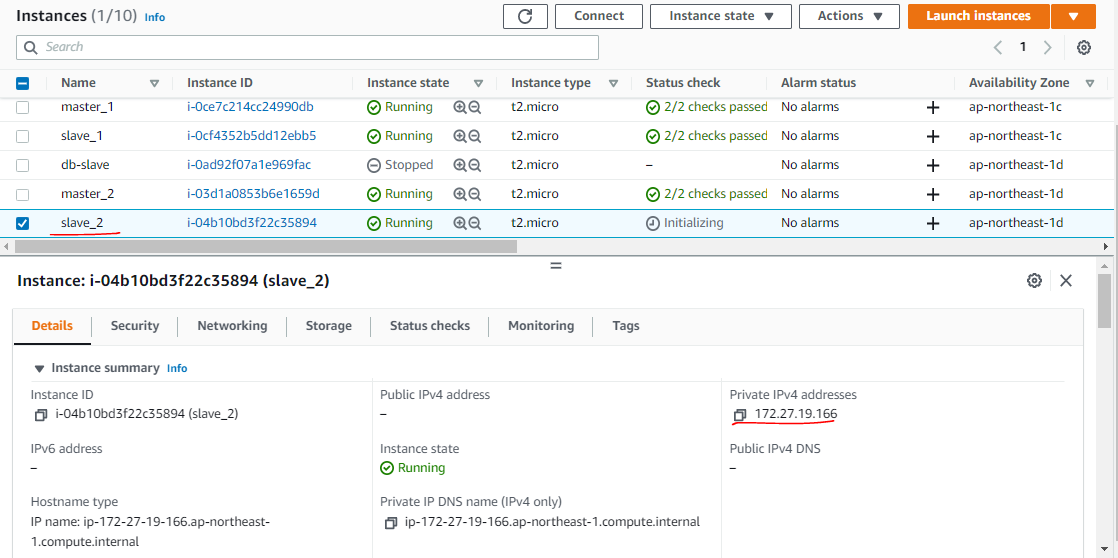 Instances (1/10) Info
Connect Instance state Actions Launch instances
Search
1
Name Instance ID Instance state Instance type Status check Alarm status Availability Zone
master_1 i-0ce7c214cc24990db Running t2.micro 2/2 checks passed No alarms + ap-northeast-1c
slave_1 i-0cf4352b5dd12ebb5 Running t2.micro 2/2 checks passed No alarms + ap-northeast-1c
db-slave i-0ad92f07a1e969fac Stopped t2.micro – No alarms + ap-northeast-1d
master_2 i-03d1a0853b6e1659d Running t2.micro 2/2 checks passed No alarms + ap-northeast-1d
slave_2 i-04b10bd3f22c35894 Running t2.micro Initializing No alarms + ap-northeast-1d
Instance: i-04b10bd3f22c35894 (slave_2)
Details Security Networking Storage Status checks Monitoring Tags
Instance summary Info
Instance ID Public IPv4 address Private IPv4 addresses
i-04b10bd3f22c35894 (slave_2) – 172.27.19.166
IPv6 address Instance state Public IPv4 DNS
– Running –
Hostname type Private IP DNS name (IPv4 only)
IP name: ip-172-27-19-166.ap-northeast- ip-172-27-19-166.ap-northeast-1.compute.internal
1.compute.internal